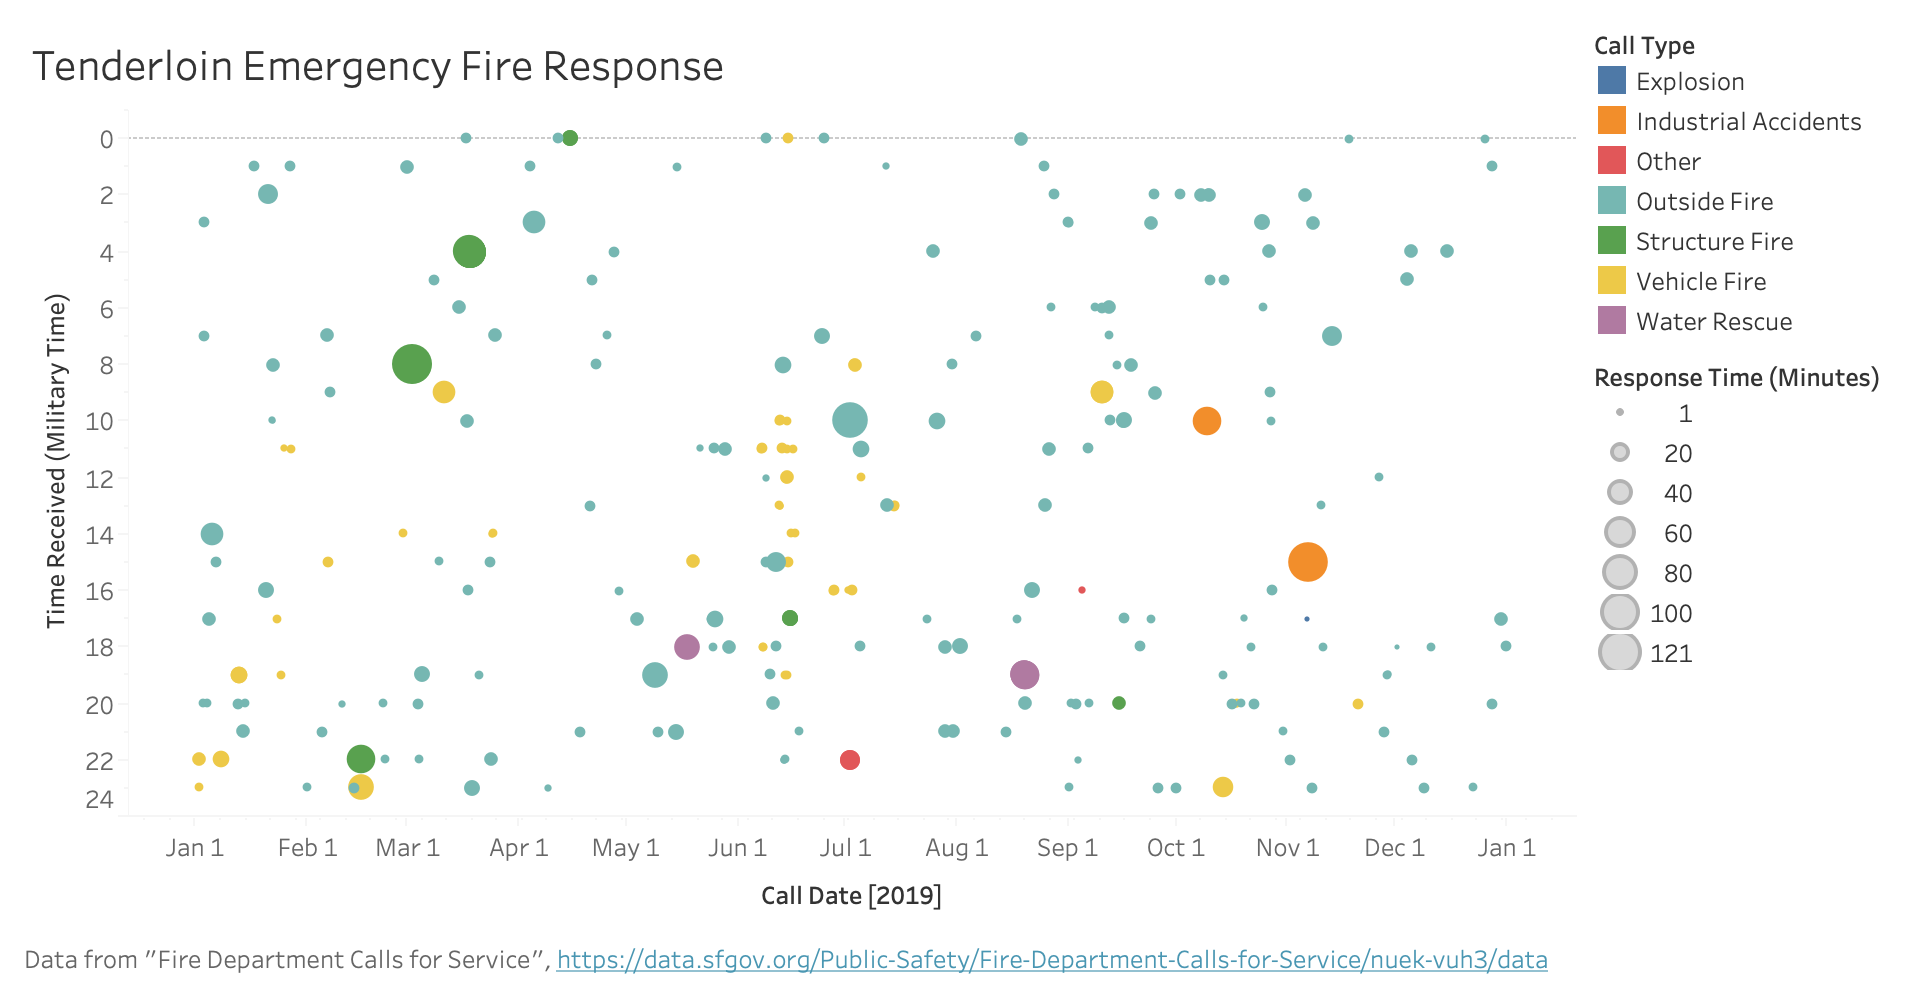 Tenderloin Emergency Fire Response
Call Type
Explosion
Industrial Accidents
Other
Outside Fire
Structure Fire
Vehicle Fire
Water Rescue
Response Time (Minutes)
1
20
40
60
80
100
121
Time Received (Military Time)
0
2
4
6
8
10
12
14
16
18
20
22
24
Jan 1 Feb 1 Mar 1 Apr 1 May 1 Jun 1 Jul 1 Aug 1 Sep 1 Oct 1 Nov 1 Dec 1 Jan 1
Call Date [2019]
Data from "Fire Department Calls for Service", https://data.sfgov.org/Public-Safety/Fire-Department-Calls-for-Service/nuek-vuh3/data